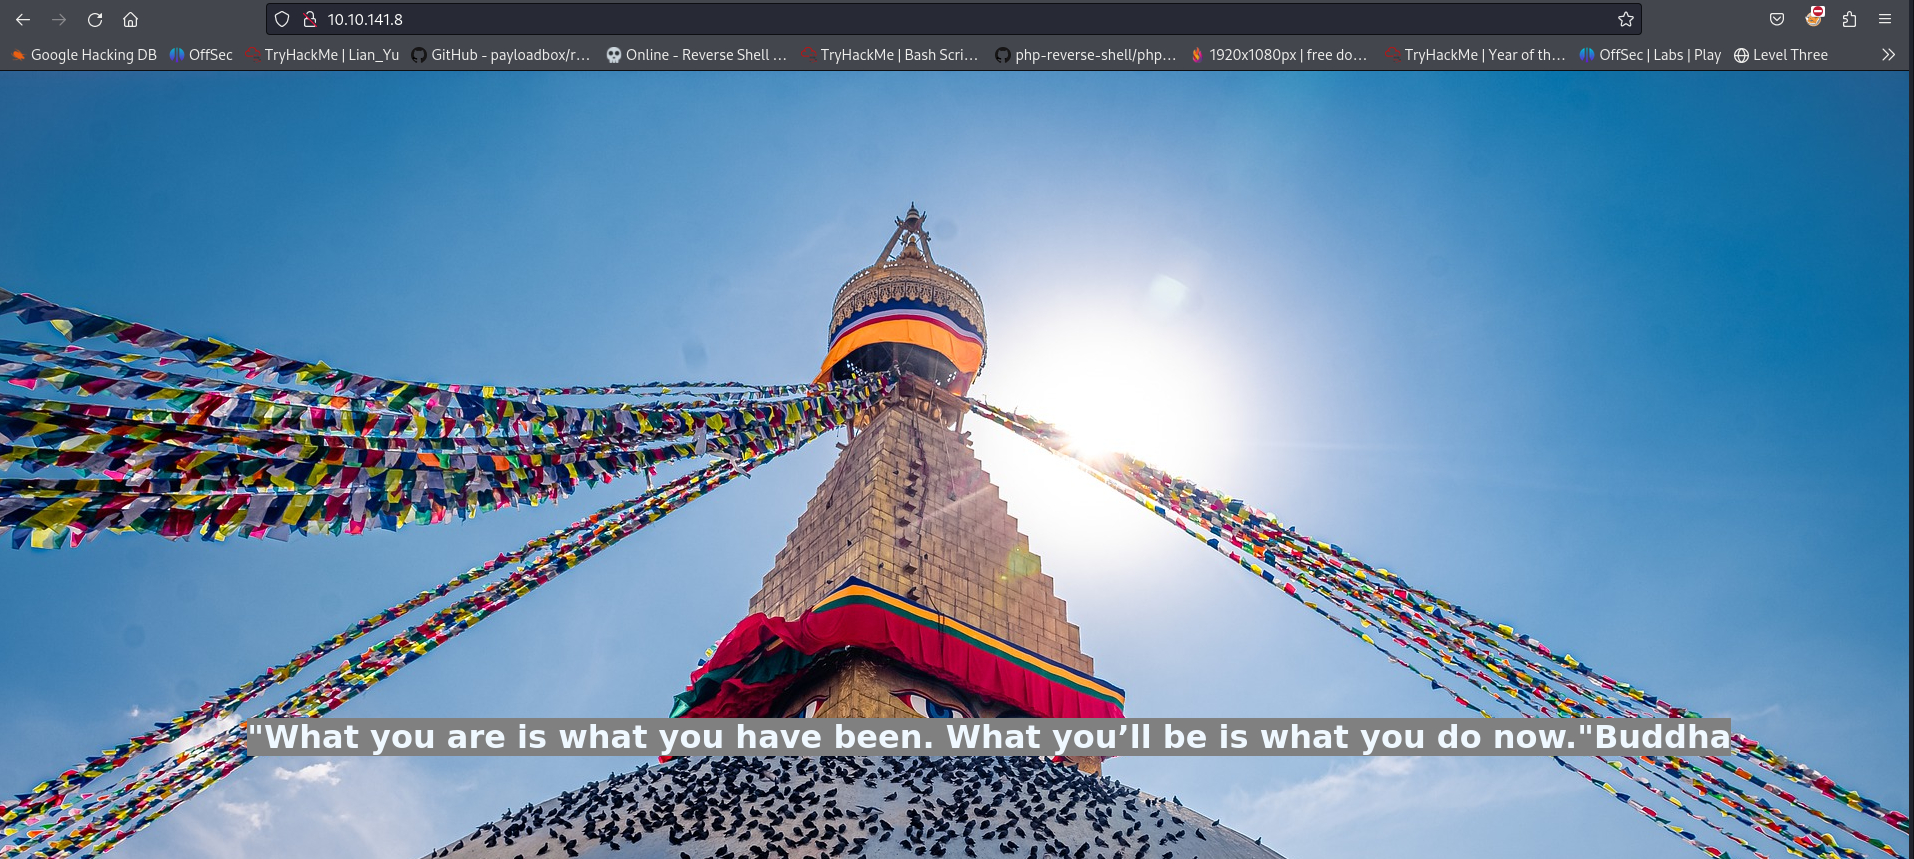 10.10.141.8
Google Hacking DB OffSec TryHackMe | Lian_Yu GitHub - payloadbox/r... Online - Reverse Shell ... TryHackMe | Bash Scri... php-reverse-shell/php... 1920x1080px | free do... TryHackMe | Year of th... OffSec | Labs | Play Level Three
"What you are is what you have been. What you’ll be is what you do now."Buddha